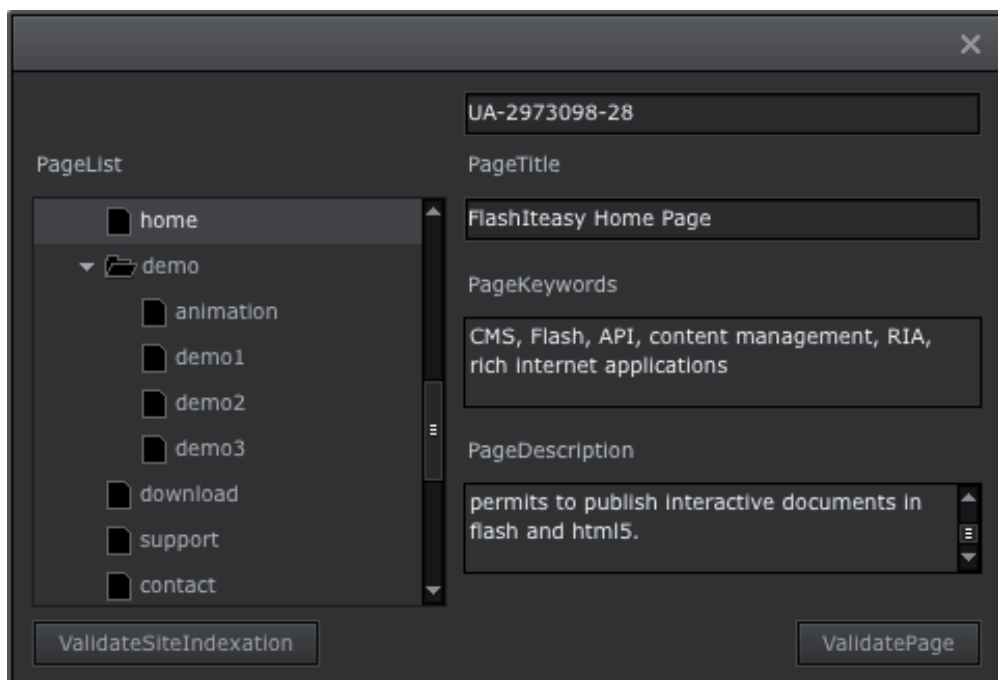 UA-2973098-28
PageList
home
demo
animation
demo1
demo2
demo3
download
support
contact
ValidateSiteIndexation
PageTitle
FlashIteasy Home Page
PageKeywords
CMS, Flash, API, content management, RIA,
rich internet applications
PageDescription
permits to publish interactive documents in
flash and html5.
ValidatePage